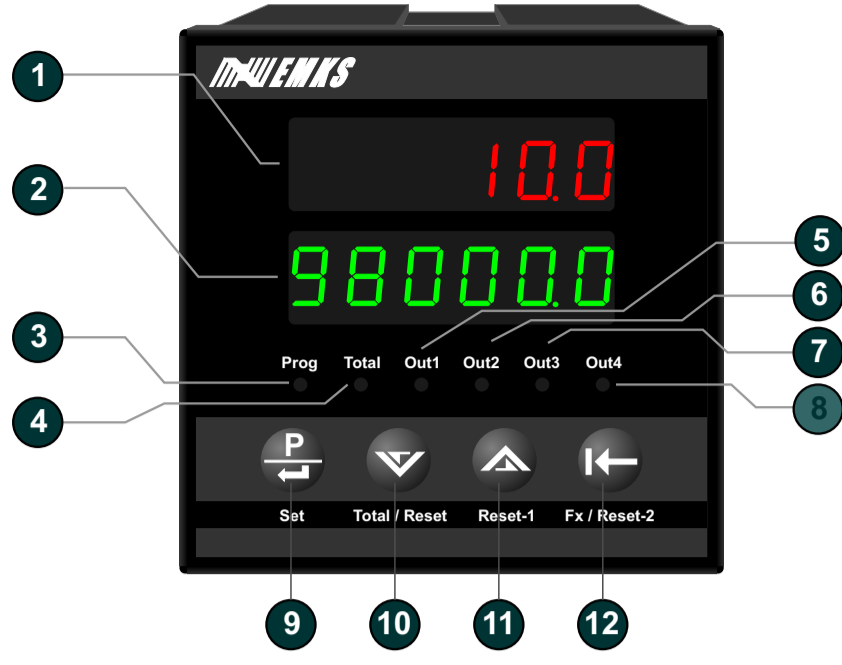 EMKS
1
10.0
2
980000.0
5
6
7
3
Prog Total Out1 Out2 Out3 Out4
4
8
P
Set Total / Reset Reset-1 Fx / Reset-2
9 10 11 12